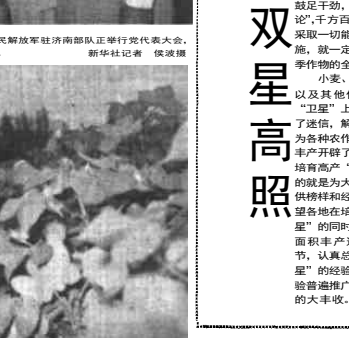 民解放军驻济南部队正举行党代表大会,
新华社记者 侯波摄
双星高照
鼓足干劲,
论",千方百
采取一切能
施,就一定
季作物的全
小麦、
以及其他作
"卫星"上
了迷信,解
为各种农作
丰产开辟了
培育高产"
的就是为大
供榜样和经
望各地在培
星"的同时
面积丰产运
节,认真总
星"的经验
验普遍推广
的大丰收。